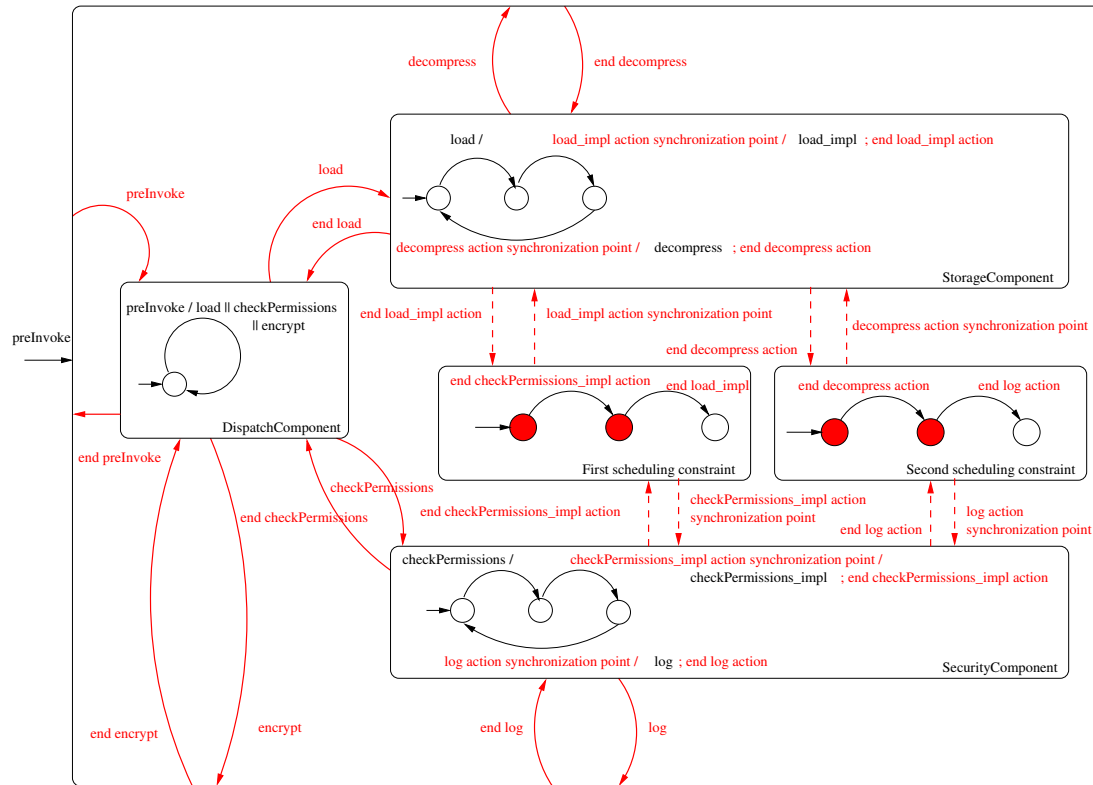 decompress
end decompress
load /
load_impl action synchronization point /
load_impl
; end load_impl action
load
preInvoke
end load
decompress action synchronization point /
decompress
; end decompress action
StorageComponent
preInvoke / load || checkPermissions
|| encrypt
end load_impl action
load_impl action synchronization point
decompress action synchronization point
preInvoke
end decompress action
end checkPermissions_impl action
end load_impl
end decompress action
end log action
DispatchComponent
end preInvoke
First scheduling constraint
Second scheduling constraint
checkPermissions
end checkPermissions
end checkPermissions_impl action
checkPermissions_impl action
synchronization point
end log action
log action
synchronization point
checkPermissions /
checkPermissions_impl action synchronization point /
checkPermissions_impl
; end checkPermissions_impl action
log action synchronization point /
log
; end log action
SecurityComponent
end encrypt
encrypt
end log
log